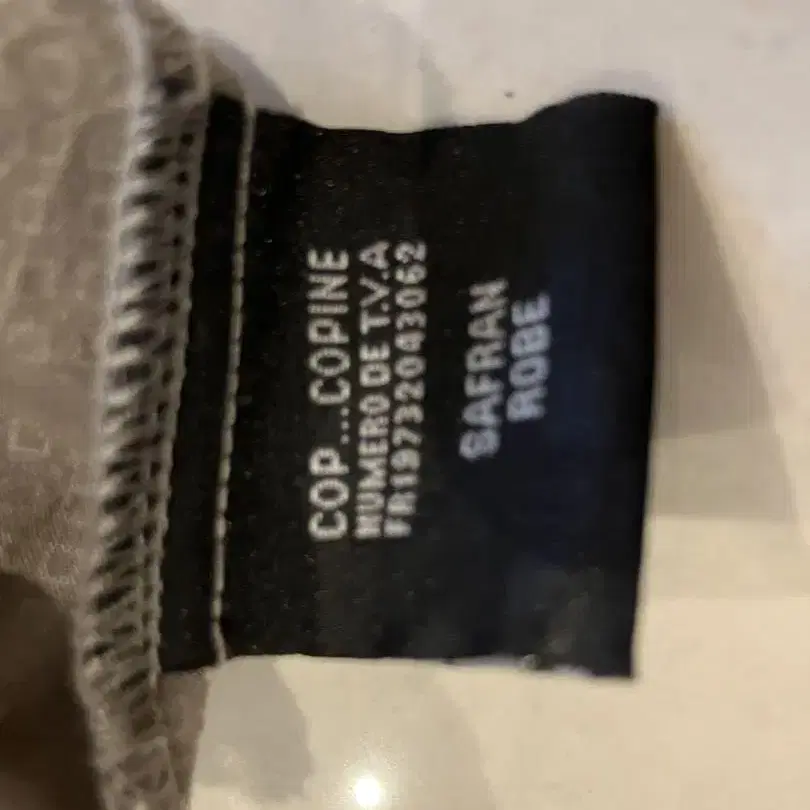 COP...COPINE
NUMERO DE T.V.A
FR19732043062
SAFRAN
ROBE